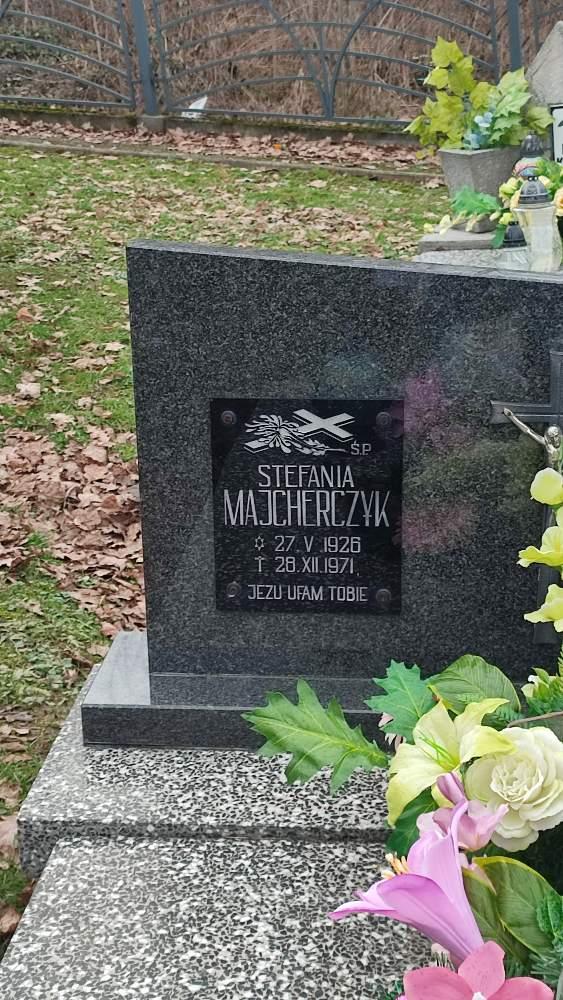 Ś.P.
STEFANIA
MAJCHERCZYK
27.V.1926
† 28.XII.1971.
JEZU UFAM TOBIE